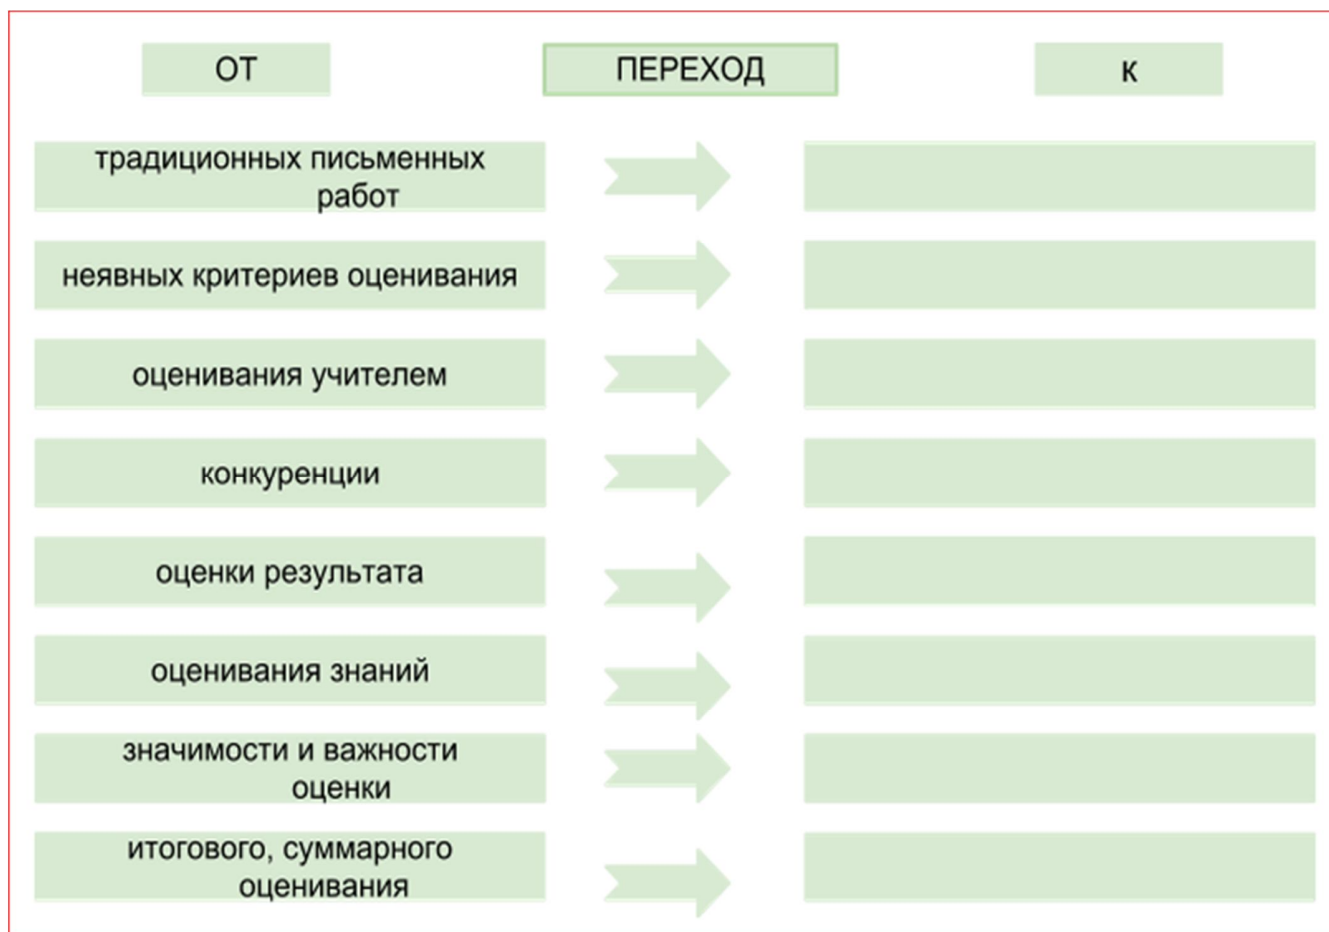 ОТ
ПЕРЕХОД
К
традиционных письменных
работ
неявных критериев оценивания
оценивания учителем
конкуренции
оценки результата
оценивания знаний
значимости и важности
оценки
итогового, суммарного
оценивания